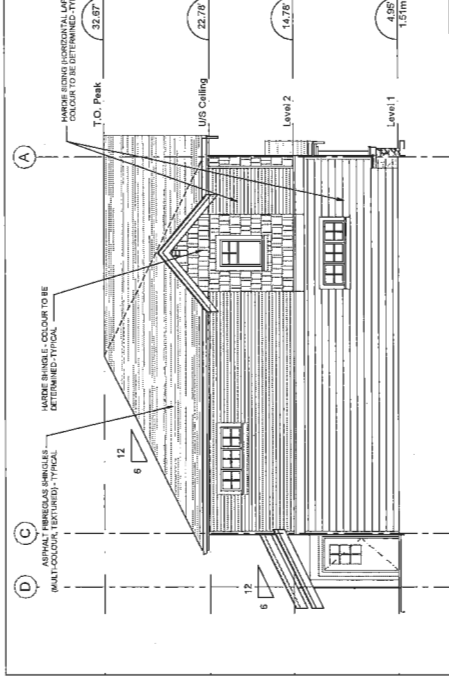 D
C
A
ASPHALT FIBREGLAS SHINGLES
(MULTI-COLOUR, TEXTURED) - TYPICAL
HARDIE SHINGLE - COLOUR TO BE
DETERMINED - TYPICAL
HARDIE SIDING (HORIZONTAL LAP
COLOUR TO BE DETERMINED - TY
12
6
12
6
T.O. Peak
32.67'
U/S Ceiling
22.78'
Level 2
14.78'
Level 1
4.95'
1.51m